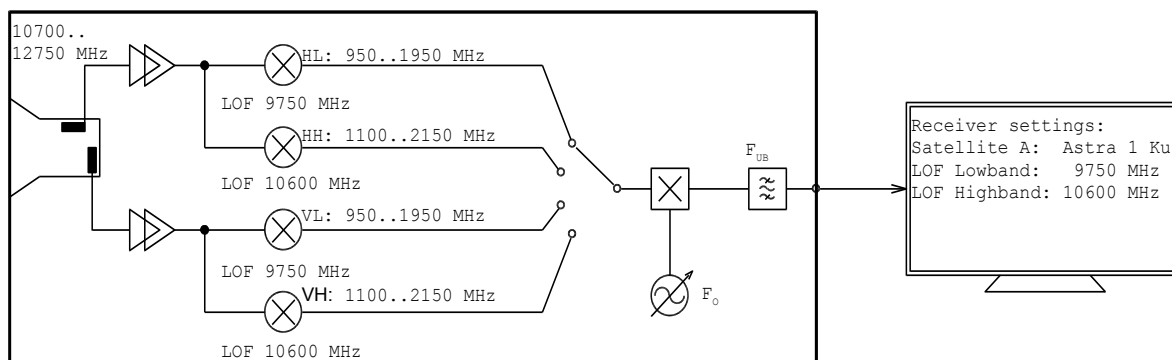 10700..
12750 MHz
HL: 950..1950 MHz
LOF 9750 MHz
HH: 1100..2150 MHz
LOF 10600 MHz
VL: 950..1950 MHz
LOF 9750 MHz
VH: 1100..2150 MHz
LOF 10600 MHz
F_UB
F_O
Receiver settings:
Satellite A: Astra 1 Ku
LOF Lowband: 9750 MHz
LOF Highband: 10600 MHz